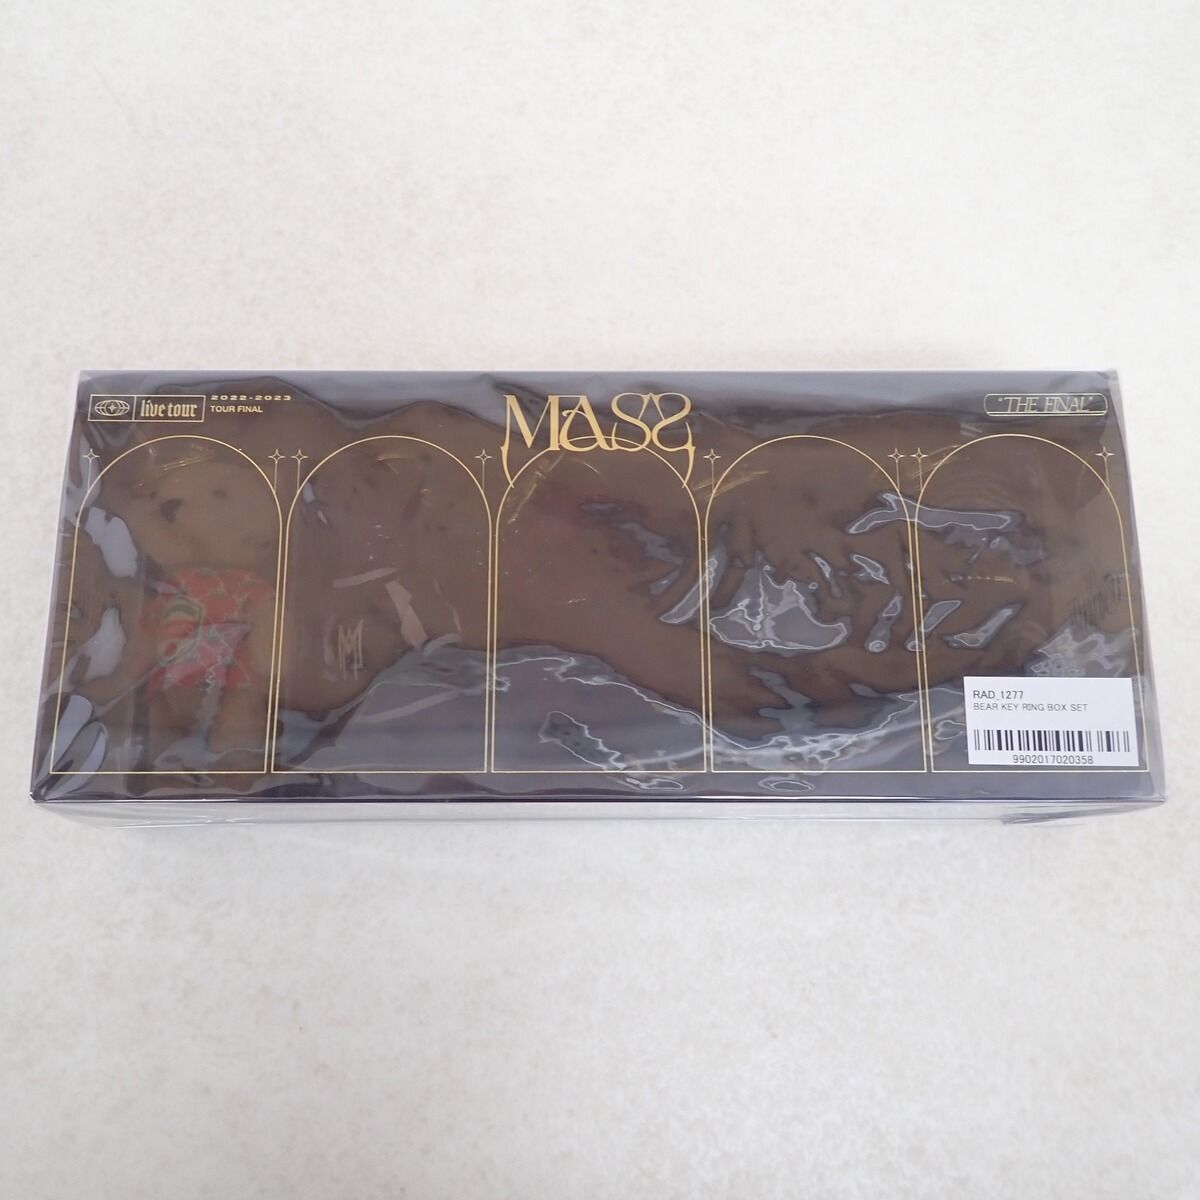 live tour
2022-2023
TOUR FINAL
MASS
"THE FINAL"
RAD_1277
BEAR KEY RING BOX SET
9902017020358